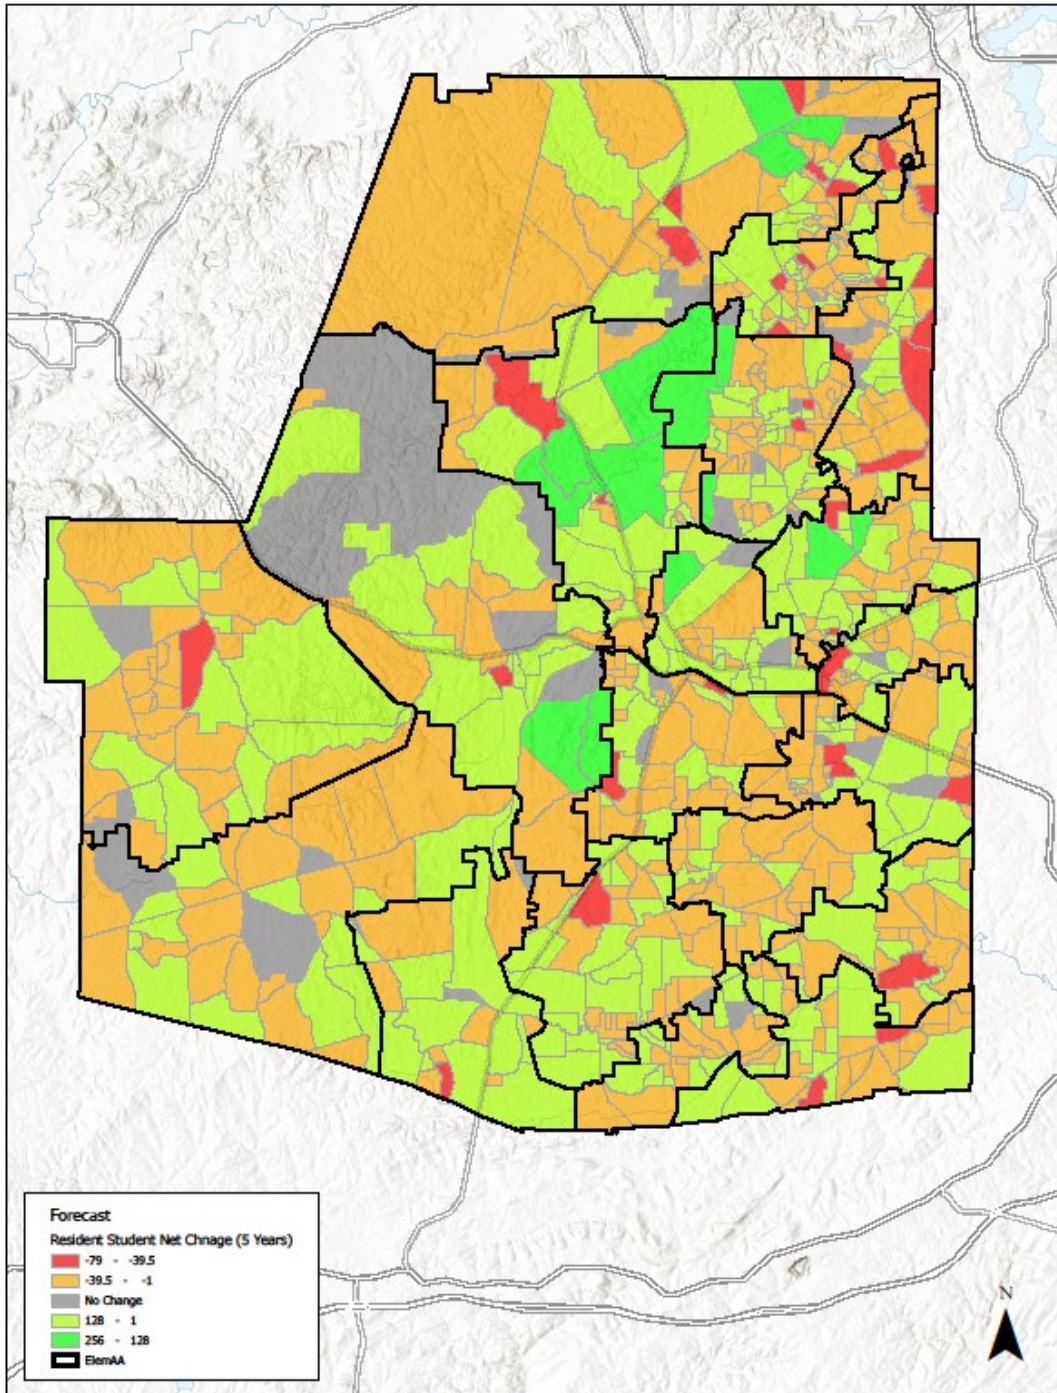 N
Forecast
Resident Student Net Chnage (5 Years)
-79 - -39.5
-39.5 - -1
No Change
128 - 1
256 - 128
ElemAA